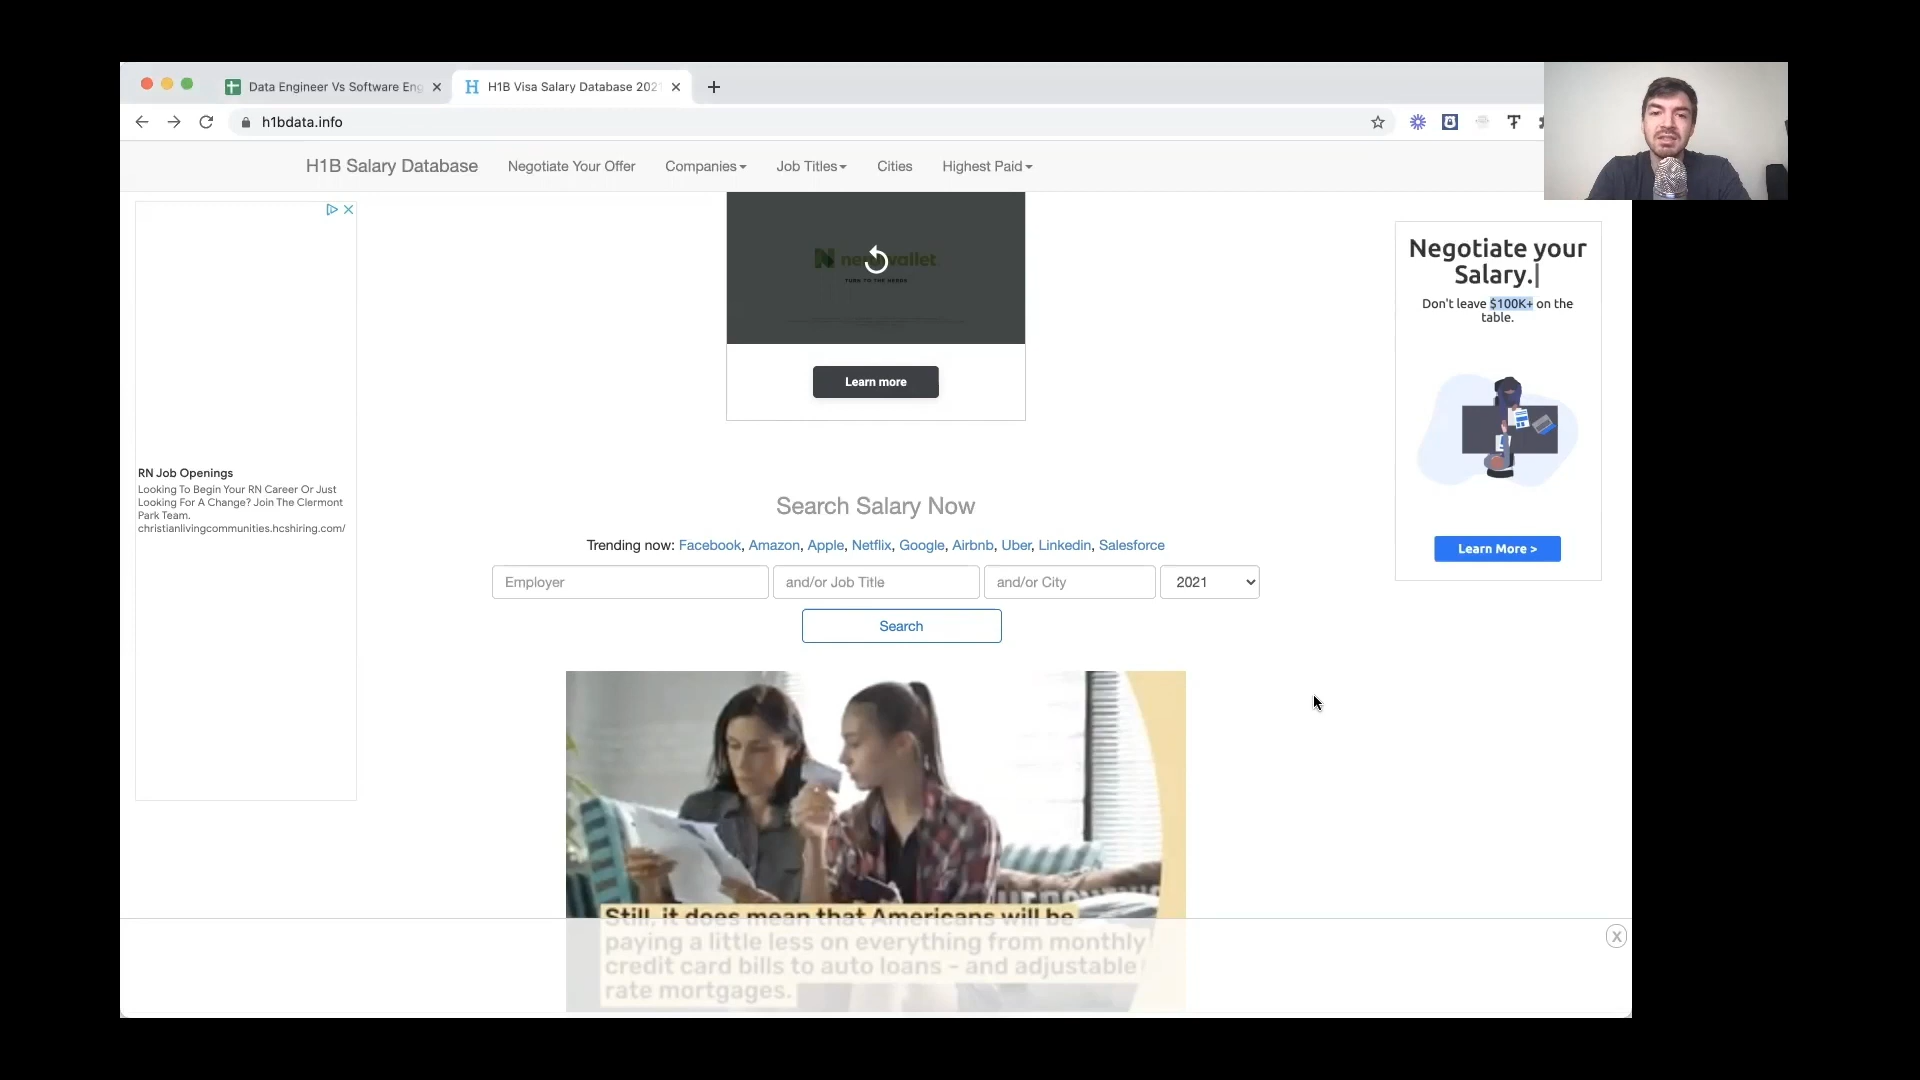 Data Engineer Vs Software Eng
H1B Visa Salary Database 202
h1bdata.info
H1B Salary Database
Negotiate Your Offer
Companies
Job Titles
Cities
Highest Paid
Learn more
Negotiate your
Salary.
Don't leave $100K+ on the
table.
Learn More >
RN Job Openings
Looking To Begin Your RN Career Or Just
Looking For A Change? Join The Clermont
Park Team.
christianlivingcommunities.hcshiring.com/
Search Salary Now
Trending now: Facebook, Amazon, Apple, Netflix, Google, Airbnb, Uber, Linkedin, Salesforce
Employer
and/or Job Title
and/or City
2021
Search
Still, it does mean that Americans will be
paying a little less on everything from monthly
credit card bills to auto loans - and adjustable
rate mortgages.